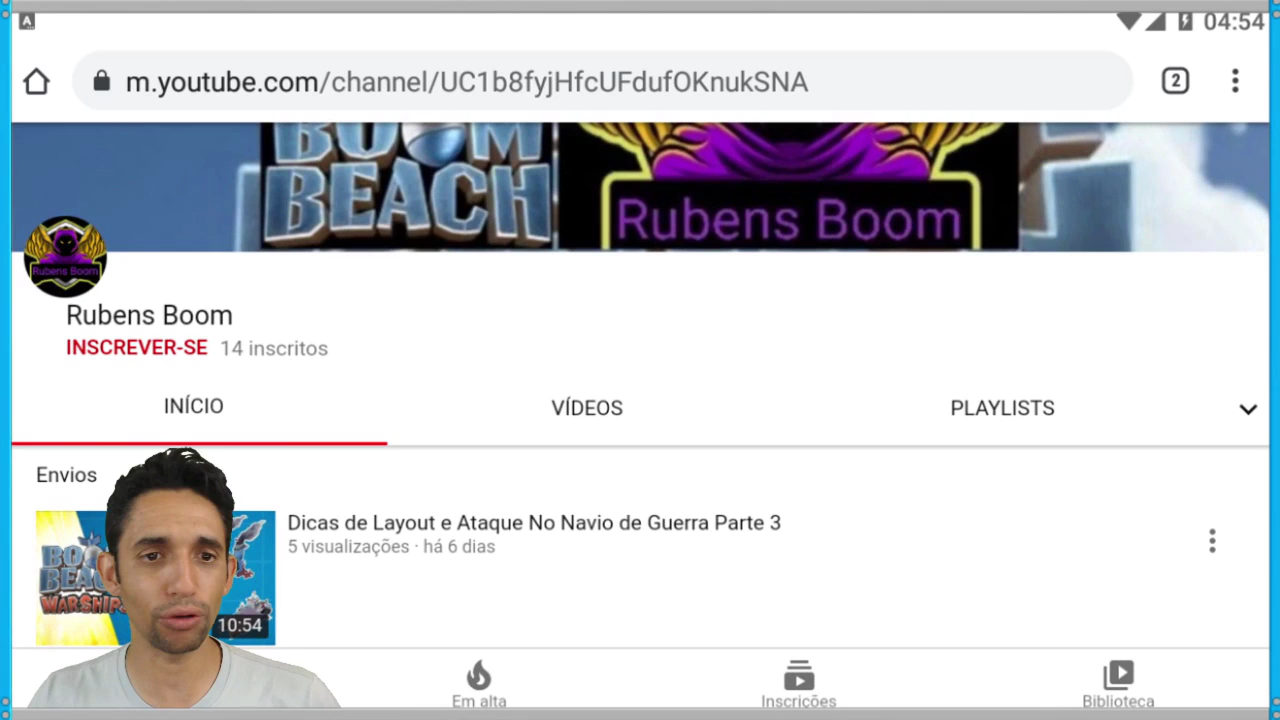 A
04:54
m.youtube.com/channel/UC1b8fyjHfcUFdufOKnukSNA
2
BOOM
BEACH
Rubens Boom
Rubens Boom
Rubens Boom
INSCREVER-SE 14 inscritos
INÍCIO VÍDEOS PLAYLISTS
Envios
Dicas de Layout e Ataque No Navio de Guerra Parte 3
5 visualizações · há 6 dias
10:54
Em alta Inscrições Biblioteca